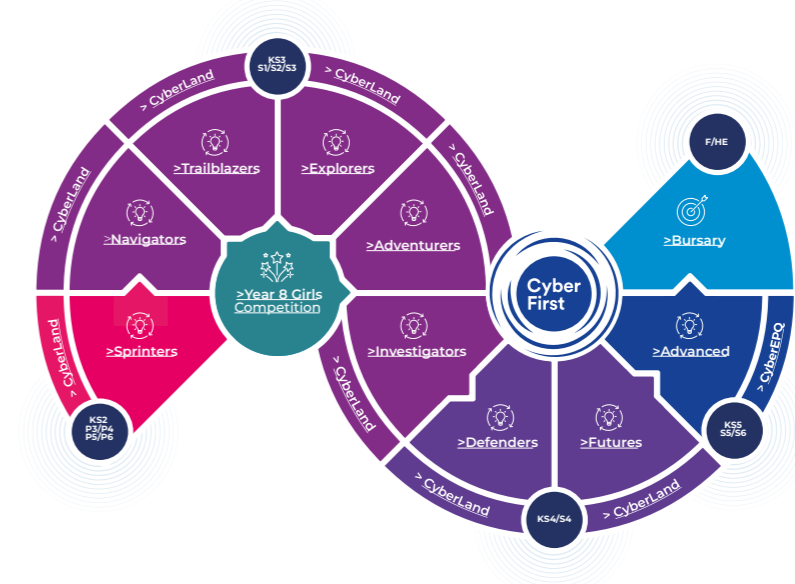 KS3
S1/S2/S3
> CyberLand
> CyberLand
> CyberLand
> CyberLand
F/HE
>Trailblazers
>Explorers
>Navigators
>Adventurers
>Bursary
>Year 8 Girls
Competition
Cyber
First
> CyberLand
>Sprinters
>Investigators
>Advanced
> CyberEPQ
> CyberLand
KS2
P3/P4
P5/P6
KS5
S5/S6
>Defenders
>Futures
> CyberLand
> CyberLand
KS4/S4